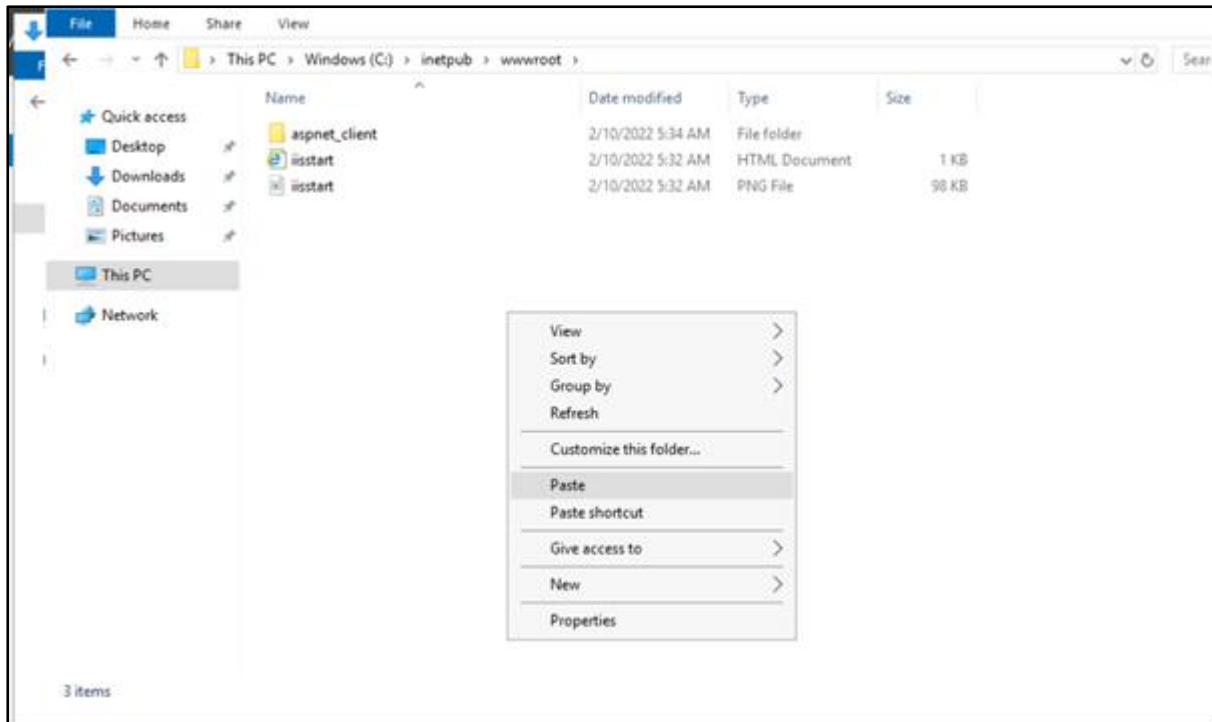 File Home Share View
This PC > Windows (C:) > inetpub > wwwroot >
Name Date modified Type Size
Quick access
Desktop
Downloads
Documents
Pictures
This PC
Network
aspnet_client 2/10/2022 5:34 AM File folder
iisstart 2/10/2022 5:32 AM HTML Document 1 KB
iisstart 2/10/2022 5:32 AM PNG File 98 KB
View
Sort by
Group by
Refresh
Customize this folder...
Paste
Paste shortcut
Give access to
New
Properties
3 items